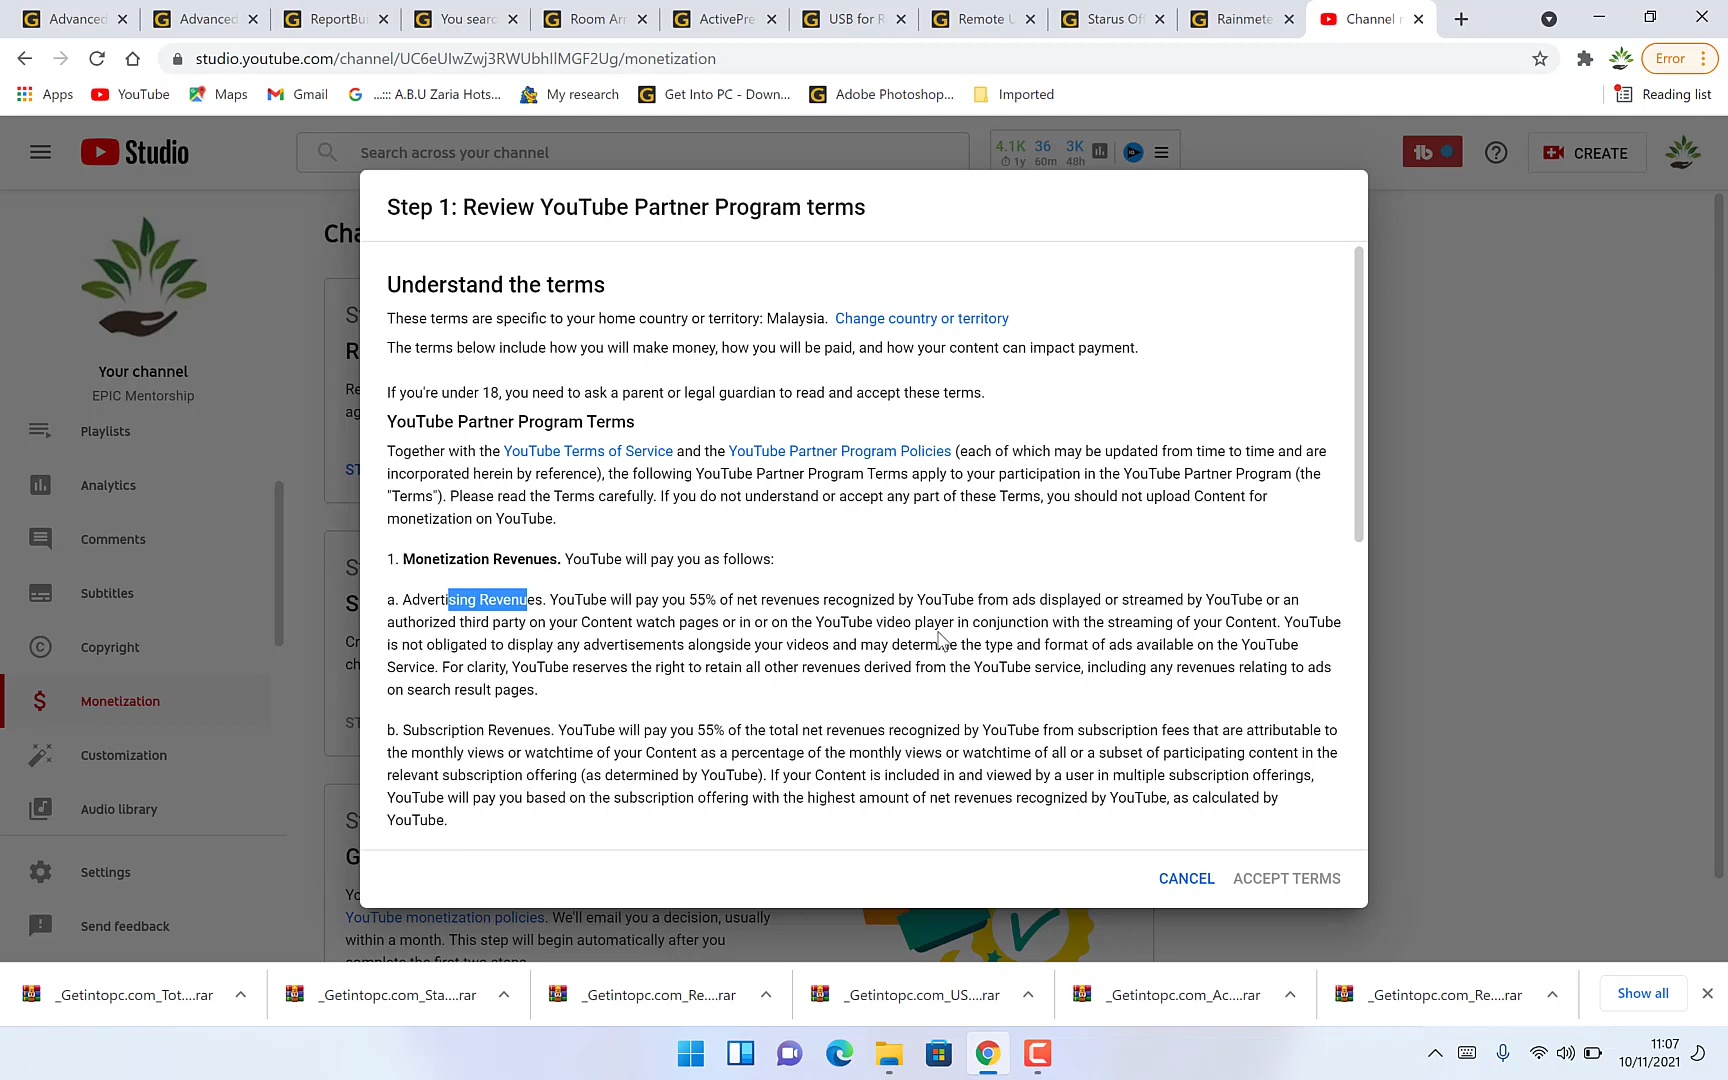 Advanced
Advanced
ReportBui
You searc
Room Arr
ActivePre
USB for R
Remote U
Starus Off
Rainmete
Channel r
studio.youtube.com/channel/UC6eUIwZwj3RWUbhIlMGF2Ug/monetization
Error
Apps
YouTube
Maps
Gmail
...::: A.B.U Zaria Hots...
My research
Get Into PC - Down...
Adobe Photoshop...
Imported
Reading list
Studio
Search across your channel
4.1K 36 3K
1y 60m 48h
tb
CREATE
Step 1: Review YouTube Partner Program terms
Cha
Understand the terms
These terms are specific to your home country or territory: Malaysia. Change country or territory
The terms below include how you will make money, how you will be paid, and how your content can impact payment.
If you're under 18, you need to ask a parent or legal guardian to read and accept these terms.
YouTube Partner Program Terms
Together with the YouTube Terms of Service and the YouTube Partner Program Policies (each of which may be updated from time to time and are
incorporated herein by reference), the following YouTube Partner Program Terms apply to your participation in the YouTube Partner Program (the
"Terms"). Please read the Terms carefully. If you do not understand or accept any part of these Terms, you should not upload Content for
monetization on YouTube.
1. Monetization Revenues. YouTube will pay you as follows:
a. Advertising Revenues. YouTube will pay you 55% of net revenues recognized by YouTube from ads displayed or streamed by YouTube or an
authorized third party on your Content watch pages or in or on the YouTube video player in conjunction with the streaming of your Content. YouTube
is not obligated to display any advertisements alongside your videos and may determine the type and format of ads available on the YouTube
Service. For clarity, YouTube reserves the right to retain all other revenues derived from the YouTube service, including any revenues relating to ads
on search result pages.
b. Subscription Revenues. YouTube will pay you 55% of the total net revenues recognized by YouTube from subscription fees that are attributable to
the monthly views or watchtime of your Content as a percentage of the monthly views or watchtime of all or a subset of participating content in the
relevant subscription offering (as determined by YouTube). If your Content is included in and viewed by a user in multiple subscription offerings,
YouTube will pay you based on the subscription offering with the highest amount of net revenues recognized by YouTube, as calculated by
YouTube.
CANCEL
ACCEPT TERMS
Your channel
EPIC Mentorship
Playlists
Analytics
Comments
Subtitles
Copyright
Monetization
Customization
Audio library
Settings
Send feedback
St
R
Re
ag
ST
S
S
Cr
ch
ST
S
G
Yo
YouTube monetization policies. We'll email you a decision, usually
within a month. This step will begin automatically after you
complete the first two steps.
_Getintopc.com_Tot....rar
_Getintopc.com_Sta....rar
_Getintopc.com_Re....rar
_Getintopc.com_US....rar
_Getintopc.com_Ac....rar
_Getintopc.com_Re....rar
Show all
11:07
10/11/2021